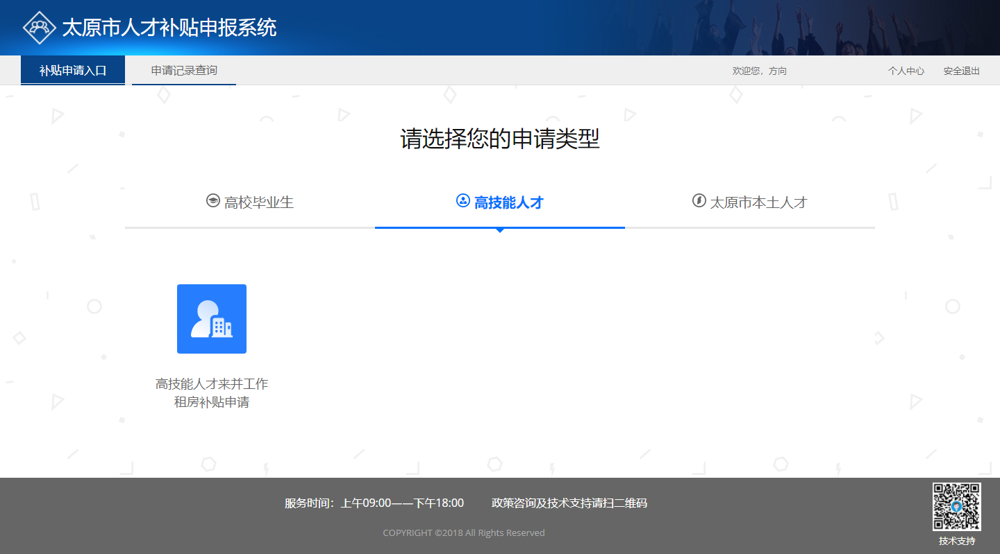 太原市人才补贴申报系统
补贴申请入口 申请记录查询 欢迎您，方向 个人中心 安全退出
请选择您的申请类型
高校毕业生 高技能人才 太原市本土人才
高技能人才来并工作
租房补贴申请
服务时间：上午09:00——下午18:00 政策咨询及技术支持请扫二维码
COPYRIGHT ©2018 All Rights Reserved
技术支持